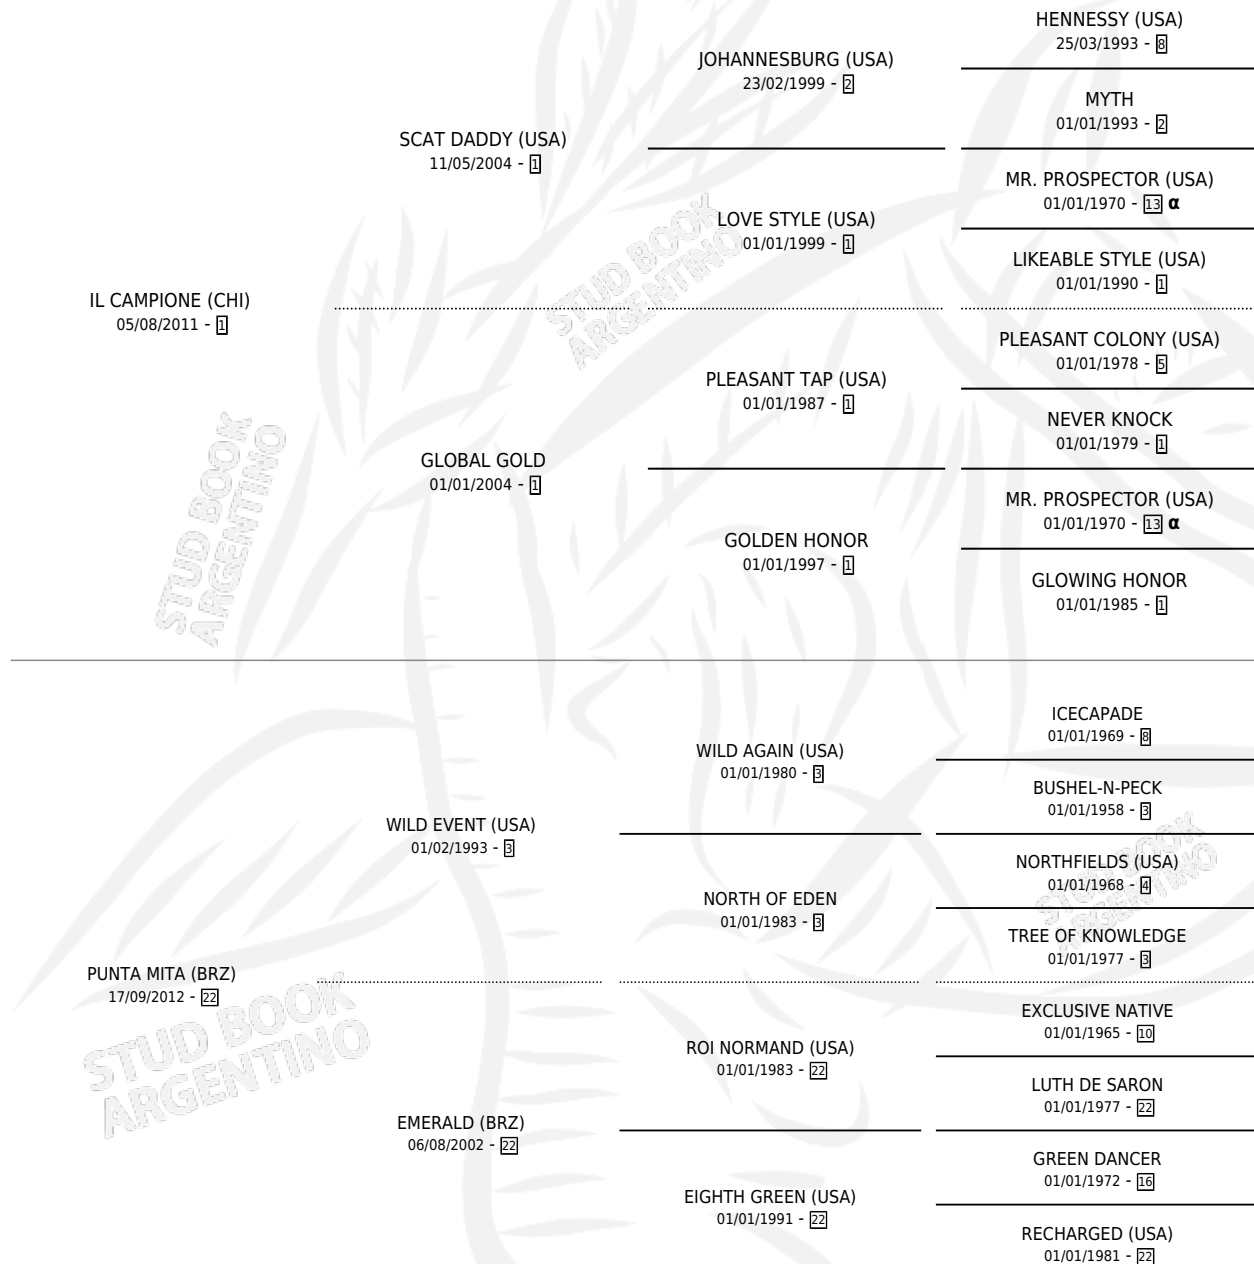 HENNESSY (USA)
25/03/1993 - 8
JOHANNESBURG (USA)
23/02/1999 - 2
MYTH
01/01/1993 - 2
SCAT DADDY (USA)
11/05/2004 - 1
MR. PROSPECTOR (USA)
01/01/1970 - 13 α
LOVE STYLE (USA)
01/01/1999 - 1
LIKEABLE STYLE (USA)
01/01/1990 - 1
IL CAMPIONE (CHI)
05/08/2011 - 1
PLEASANT COLONY (USA)
01/01/1978 - 5
PLEASANT TAP (USA)
01/01/1987 - 1
NEVER KNOCK
01/01/1979 - 1
GLOBAL GOLD
01/01/2004 - 1
MR. PROSPECTOR (USA)
01/01/1970 - 13 α
GOLDEN HONOR
01/01/1997 - 1
GLOWING HONOR
01/01/1985 - 1
ICECAPADE
01/01/1969 - 8
WILD AGAIN (USA)
01/01/1980 - 3
BUSHEL-N-PECK
01/01/1958 - 3
WILD EVENT (USA)
01/02/1993 - 3
NORTHFIELDS (USA)
01/01/1968 - 4
NORTH OF EDEN
01/01/1983 - 3
TREE OF KNOWLEDGE
01/01/1977 - 3
PUNTA MITA (BRZ)
17/09/2012 - 22
EXCLUSIVE NATIVE
01/01/1965 - 10
ROI NORMAND (USA)
01/01/1983 - 22
LUTH DE SARON
01/01/1977 - 22
EMERALD (BRZ)
06/08/2002 - 22
GREEN DANCER
01/01/1972 - 16
EIGHTH GREEN (USA)
01/01/1991 - 22
RECHARGED (USA)
01/01/1981 - 22
STUD BOOK
ARGENTINO
STUD BOOK
ARGENTINO
STUD BOOK
ARGENTINO
STUD BOOK
ARGENTINO